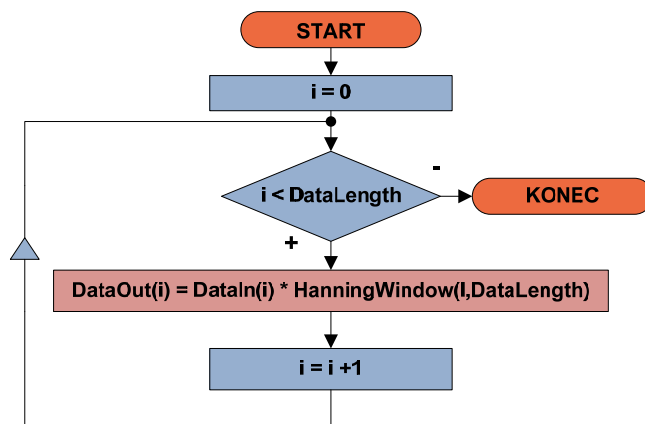 START
i = 0
i < DataLength
-
KONEC
+
DataOut(i) = DataIn(i) * HanningWindow(I,DataLength)
i = i +1